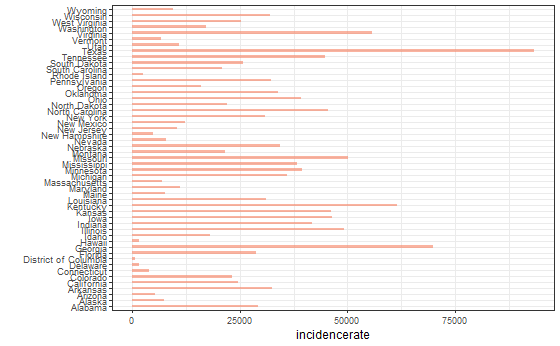 Wyoming
Wisconsin
West Virginia
Washington
Virginia
Vermont
Utah
Texas
Tennessee
South Dakota
South Carolina
Rhode Island
Pennsylvania
Oregon
Oklahoma
Ohio
North Dakota
North Carolina
New York
New Mexico
New Jersey
New Hampshire
Nevada
Nebraska
Montana
Missouri
Mississippi
Minnesota
Michigan
Massachusetts
Maryland
Maine
Louisiana
Kentucky
Kansas
Iowa
Indiana
Illinois
Idaho
Hawaii
Georgia
Florida
District of Columbia
Delaware
Connecticut
Colorado
California
Arkansas
Arizona
Alaska
Alabama
0 25000 50000 75000
incidencerate